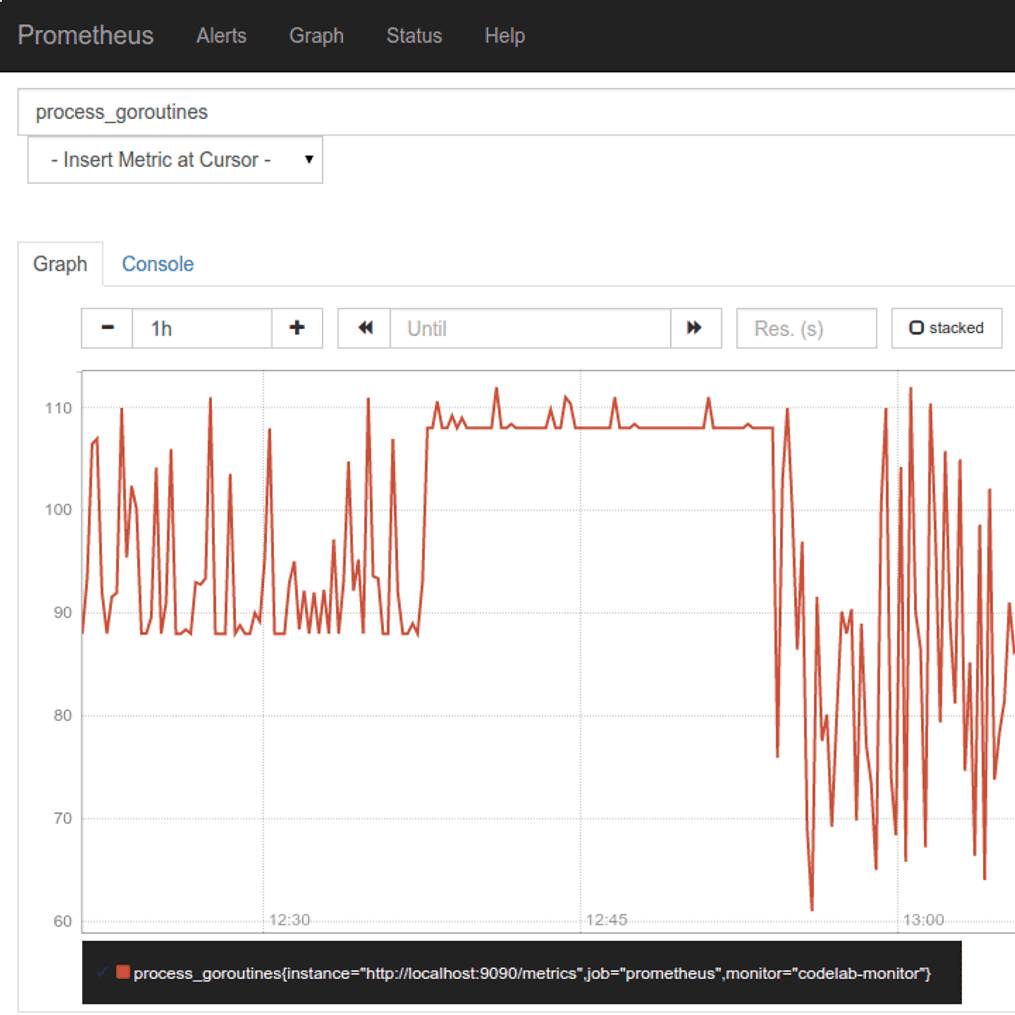 Prometheus Alerts Graph Status Help
process_goroutines
- Insert Metric at Cursor -
Graph Console
1h Until Res. (s) stacked
110
100
90
80
70
60
12:30 12:45 13:00
process_goroutines{instance="http://localhost:9090/metrics",job="prometheus",monitor="codelab-monitor"}